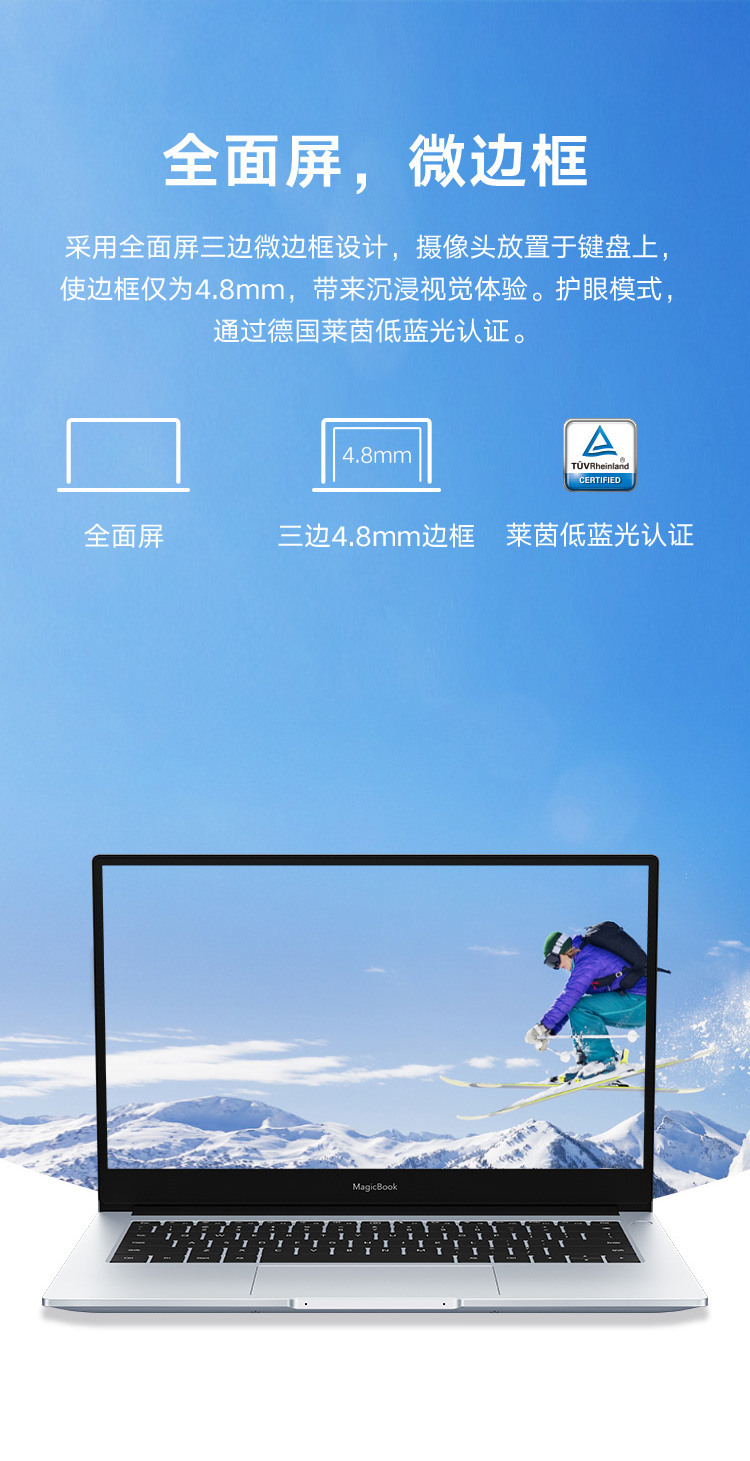 全面屏，微边框
采用全面屏三边微边框设计，摄像头放置于键盘上，
使边框仅为4.8mm，带来沉浸视觉体验。护眼模式，
通过德国莱茵低蓝光认证。
4.8mm
TÜVRheinland®
CERTIFIED
全面屏
三边4.8mm边框
莱茵低蓝光认证
MagicBook